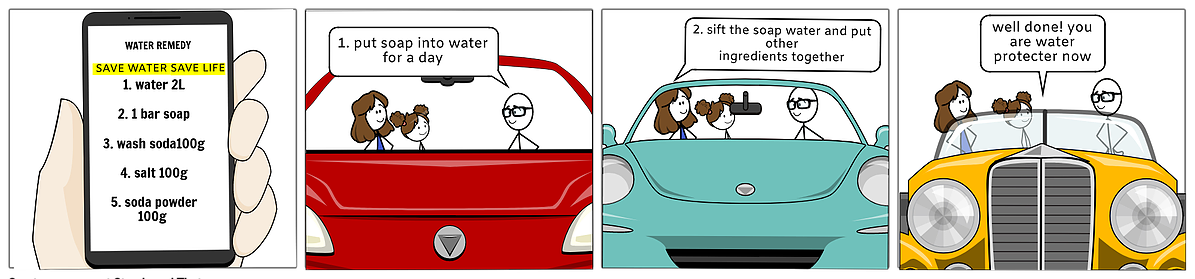 WATER REMEDY
SAVE WATER SAVE LIFE
1. water 2L
2. 1 bar soap
3. wash soda100g
4. salt 100g
5. soda powder
100g
1. put soap into water
for a day
2. sift the soap water and put
other
ingredients together
well done! you
are water
protecter now